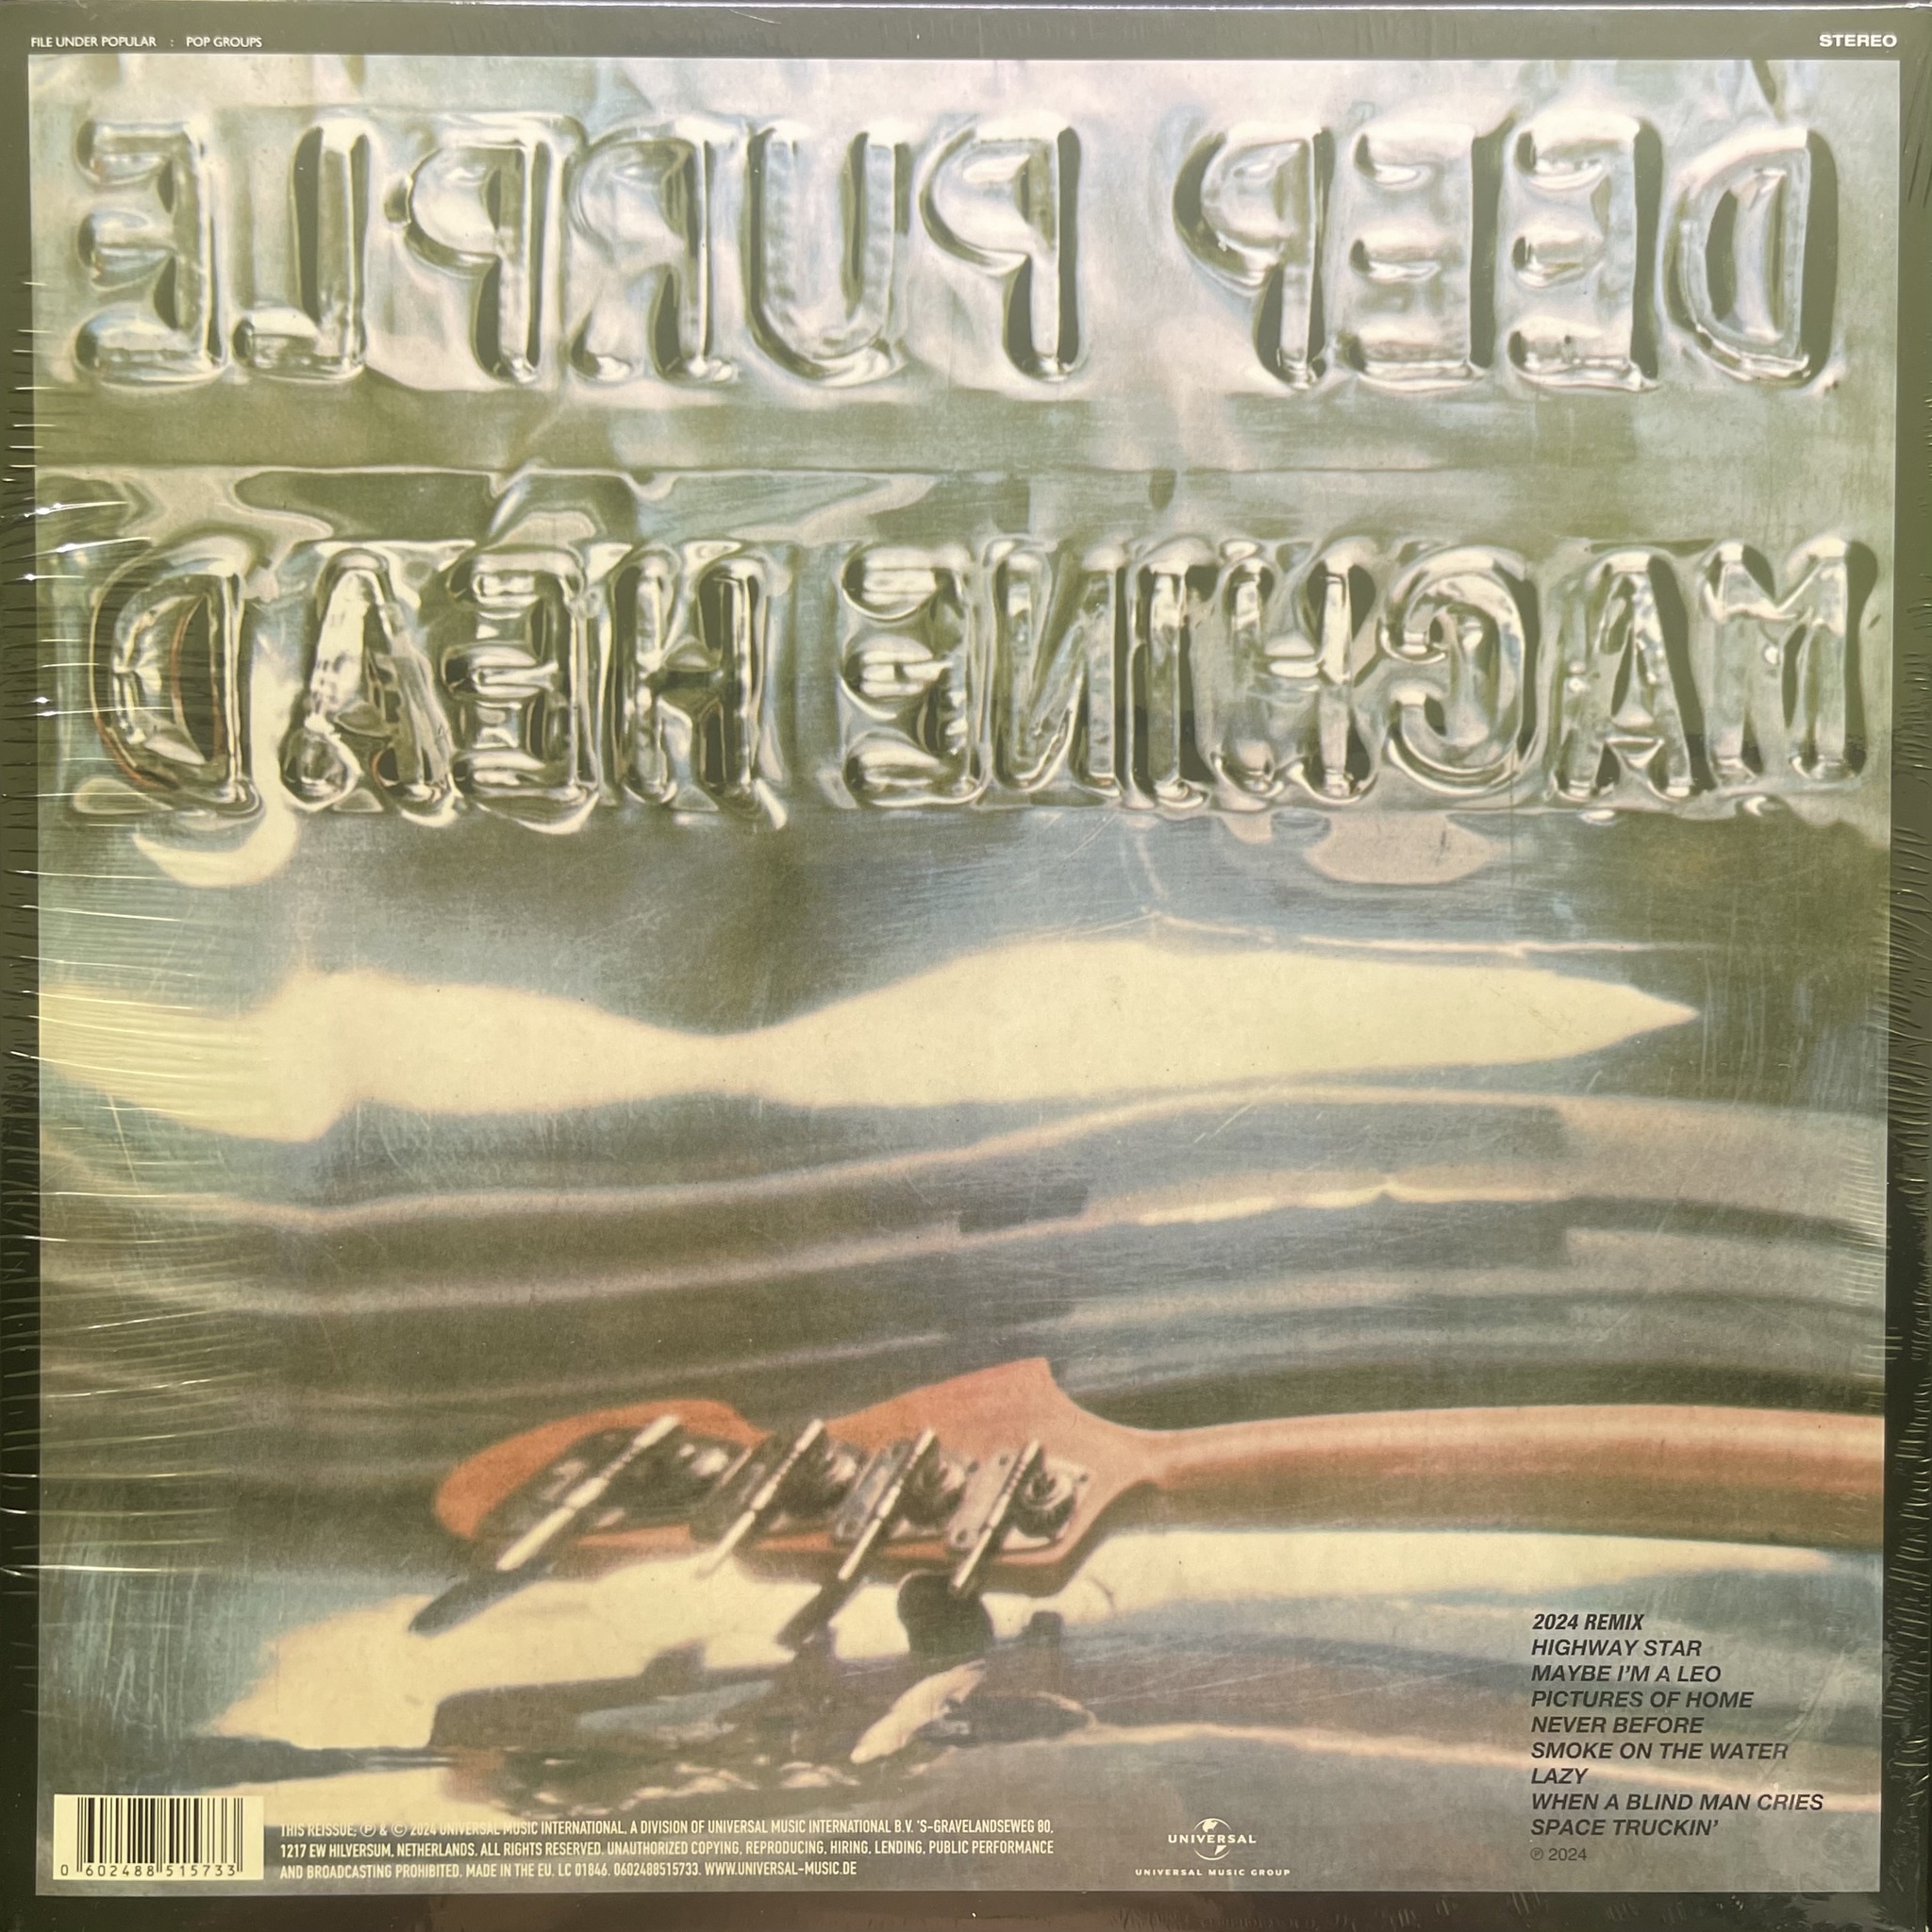 FILE UNDER POPULAR : POP GROUPS
STEREO
DEEP PURPLE
MACHINE HEAD
2024 REMIX
HIGHWAY STAR
MAYBE I'M A LEO
PICTURES OF HOME
NEVER BEFORE
SMOKE ON THE WATER
LAZY
WHEN A BLIND MAN CRIES
SPACE TRUCKIN'
℗ 2024
0 602488 515733
THIS REISSUE: ℗ & © 2024 UNIVERSAL MUSIC INTERNATIONAL, A DIVISION OF UNIVERSAL MUSIC INTERNATIONAL B.V. 'S-GRAVELANDSEWEG 80,
1217 EW HILVERSUM, NETHERLANDS. ALL RIGHTS RESERVED. UNAUTHORIZED COPYING, REPRODUCING, HIRING, LENDING, PUBLIC PERFORMANCE
AND BROADCASTING PROHIBITED. MADE IN THE EU. LC 01846. 0602488515733. WWW.UNIVERSAL-MUSIC.DE
UNIVERSAL
UNIVERSAL MUSIC GROUP